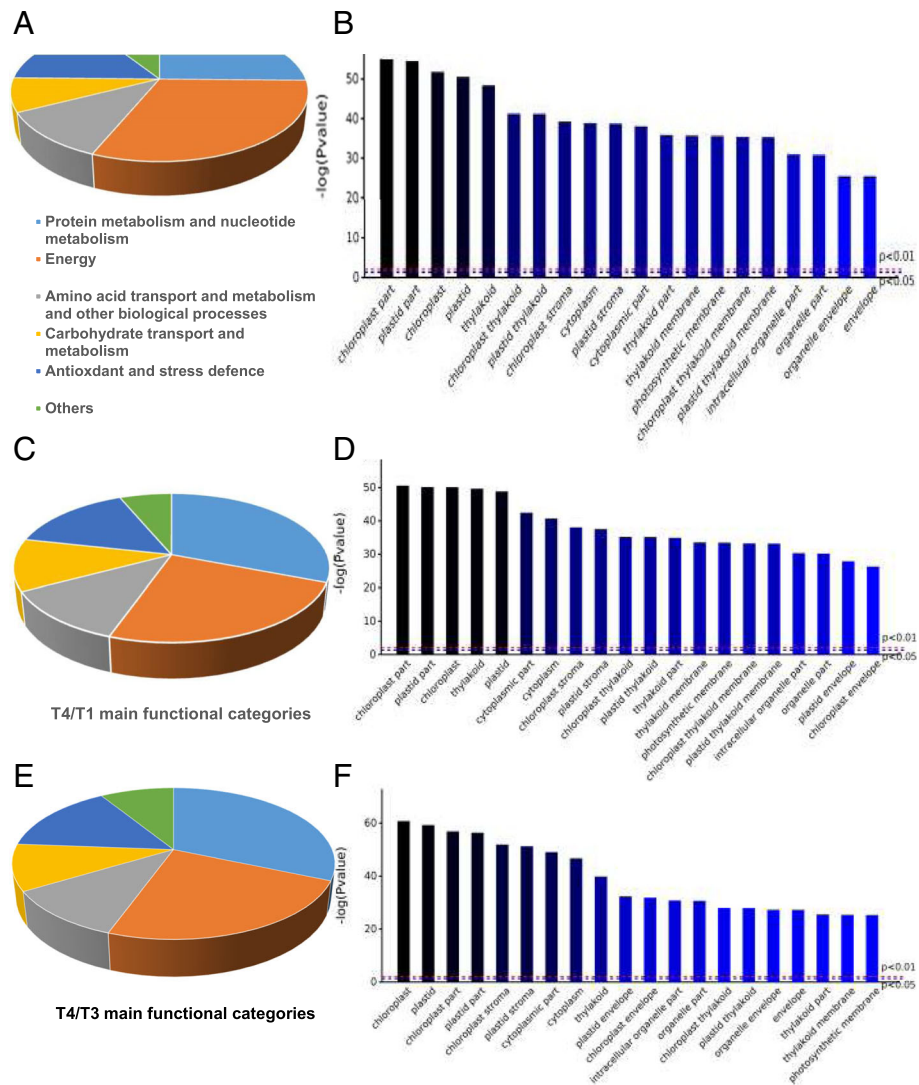 A
Protein metabolism and nucleotide
metabolism
Energy
Amino acid transport and metabolism
and other biological processes
Carbohydrate transport and
metabolism
Antioxdant and stress defence
Others
B
-log(Pvalue)
50
40
30
20
10
0
p<0.01
p<0.05
chloroplast part
plastid part
chloroplast
plastid
thylakoid
chloroplast thylakoid
plastid thylakoid
chloroplast stroma
cytoplasm
plastid stroma
cytoplasmic part
thylakoid part
thylakoid membrane
photosynthetic membrane
chloroplast thylakoid membrane
plastid thylakoid membrane
intracellular organelle part
organelle part
organelle envelope
envelope
C
T4/T1 main functional categories
D
-log(Pvalue)
50
40
30
20
10
0
p<0.01
p<0.05
chloroplast part
plastid part
chloroplast
thylakoid
plastid
cytoplasmic part
cytoplasm
chloroplast stroma
plastid stroma
chloroplast thylakoid
plastid thylakoid
thylakoid part
thylakoid membrane
photosynthetic membrane
chloroplast thylakoid membrane
plastid thylakoid membrane
intracellular organelle part
organelle part
plastid envelope
chloroplast envelope
E
T4/T3 main functional categories
F
-log(Pvalue)
60
40
20
0
p<0.01
p<0.05
chloroplast
plastid
chloroplast part
plastid part
chloroplast stroma
plastid stroma
cytoplasmic part
cytoplasm
thylakoid
plastid envelope
chloroplast envelope
intracellular organelle part
organelle part
chloroplast thylakoid
plastid thylakoid
organelle envelope
envelope
thylakoid part
thylakoid membrane
photosynthetic membrane